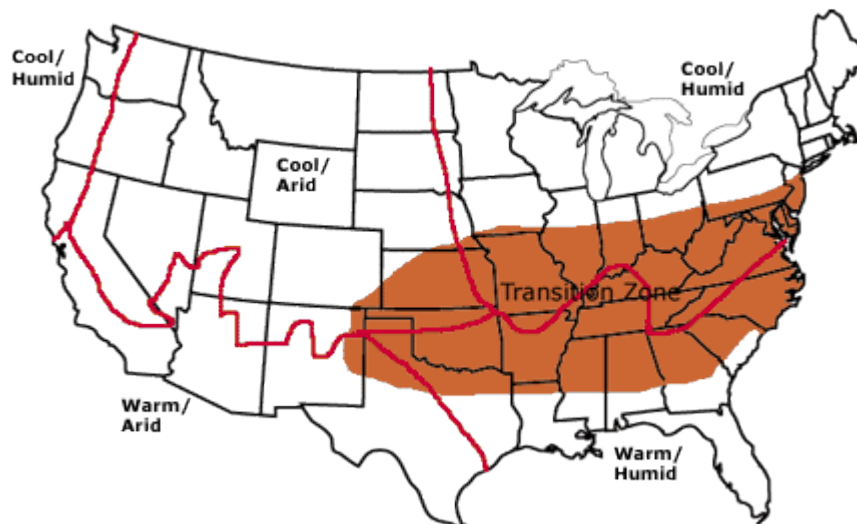 Cool/
Humid
Cool/
Humid
Cool/
Arid
Transition Zone
Warm/
Arid
Warm/
Humid